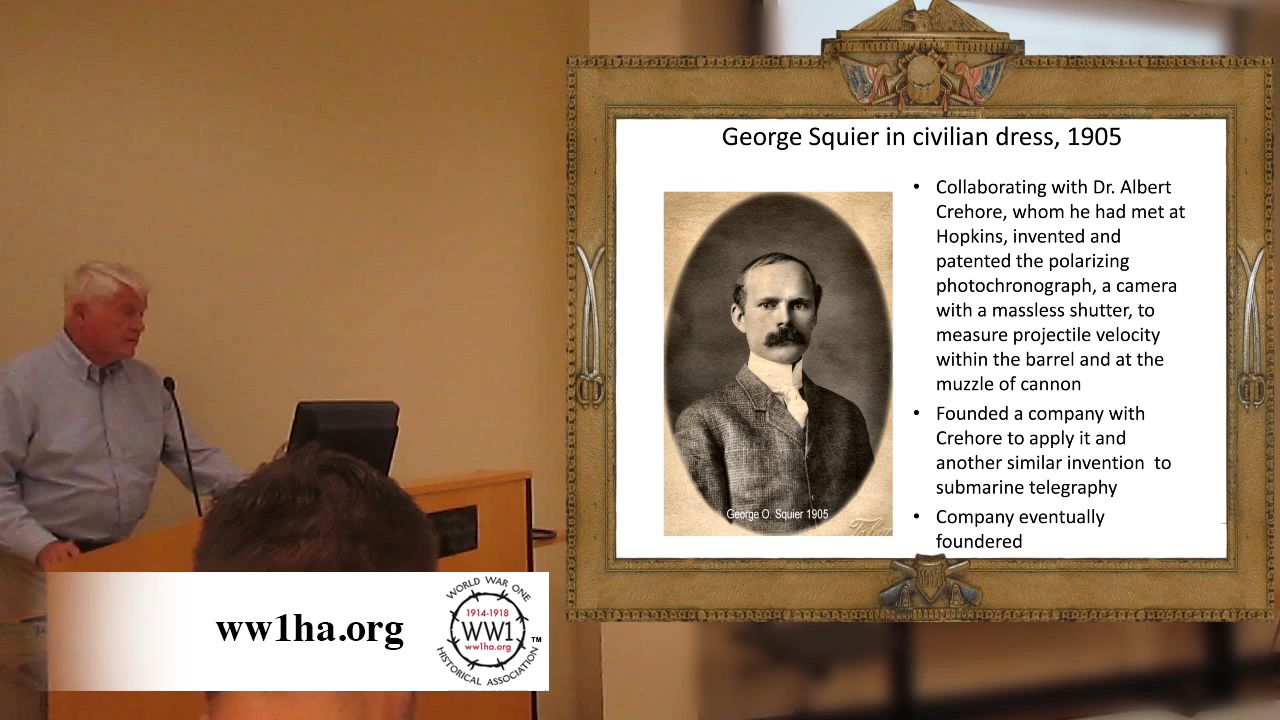 George Squier in civilian dress, 1905
• Collaborating with Dr. Albert
Crehore, whom he had met at
Hopkins, invented and
patented the polarizing
photochronograph, a camera
with a massless shutter, to
measure projectile velocity
within the barrel and at the
muzzle of cannon
• Founded a company with
Crehore to apply it and
another similar invention to
submarine telegraphy
• Company eventually
foundered
George O. Squier 1905
ww1ha.org
WORLD WAR ONE
1914-1918
WW1
ww1ha.org
HISTORICAL ASSOCIATION
TM